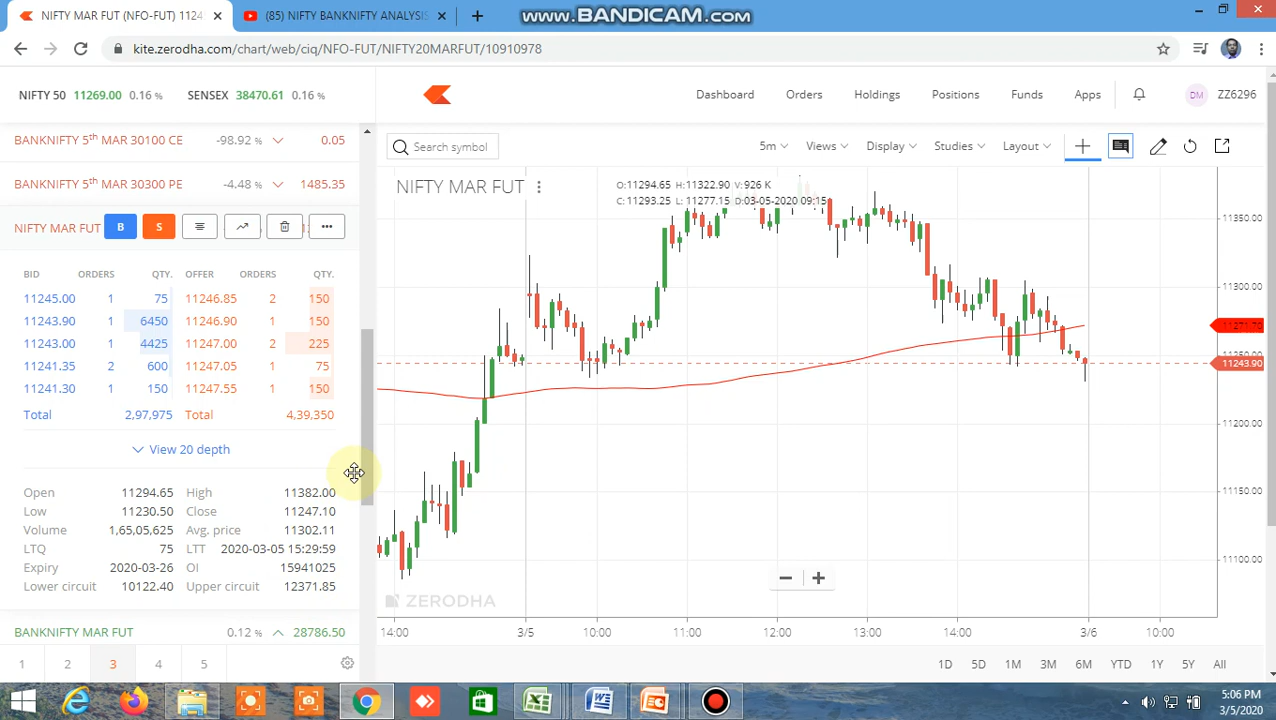 NIFTY MAR FUT (NFO-FUT) 1124
(85) NIFTY BANKNIFTY ANALYSIS
www.BANDICAM.com
kite.zerodha.com/chart/web/ciq/NFO-FUT/NIFTY20MARFUT/10910978
NIFTY 50 11269.00 0.16 % SENSEX 38470.61 0.16 %
Dashboard Orders Holdings Positions Funds Apps DM ZZ6296
BANKNIFTY 5th MAR 30100 CE -98.92 % 0.05
BANKNIFTY 5th MAR 30300 PE -4.48 % 1485.35
NIFTY MAR FUT B S
Search symbol 5m Views Display Studies Layout
NIFTY MAR FUT
O:11294.65 H:11322.90 V:926 K
C:11293.25 L:11277.15 D:03-05-2020 09:15
BID ORDERS QTY. OFFER ORDERS QTY.
11245.00 1 75 11246.85 2 150
11243.90 1 6450 11246.90 1 150
11243.00 1 4425 11247.00 2 225
11241.35 2 600 11247.05 1 75
11241.30 1 150 11247.55 1 150
Total 2,97,975 Total 4,39,350
View 20 depth
Open 11294.65 High 11382.00
Low 11230.50 Close 11247.10
Volume 1,65,05,625 Avg. price 11302.11
LTQ 75 LTT 2020-03-05 15:29:59
Expiry 2020-03-26 OI 15941025
Lower circuit 10122.40 Upper circuit 12371.85
BANKNIFTY MAR FUT 0.12 % 28786.50
1 2 3 4 5
11350.00
11300.00
11271.70
11243.90
11200.00
11150.00
11100.00
ZERODHA
14:00 3/5 10:00 11:00 12:00 13:00 14:00 3/6 10:00
1D 5D 1M 3M 6M YTD 1Y 5Y All
5:06 PM
3/5/2020